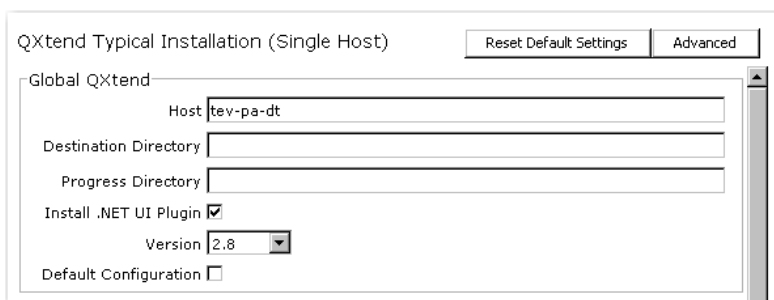 QXtend Typical Installation (Single Host) Reset Default Settings Advanced
Global QXtend
Host tev-pa-dt
Destination Directory
Progress Directory
Install .NET UI Plugin
Version 2.8
Default Configuration